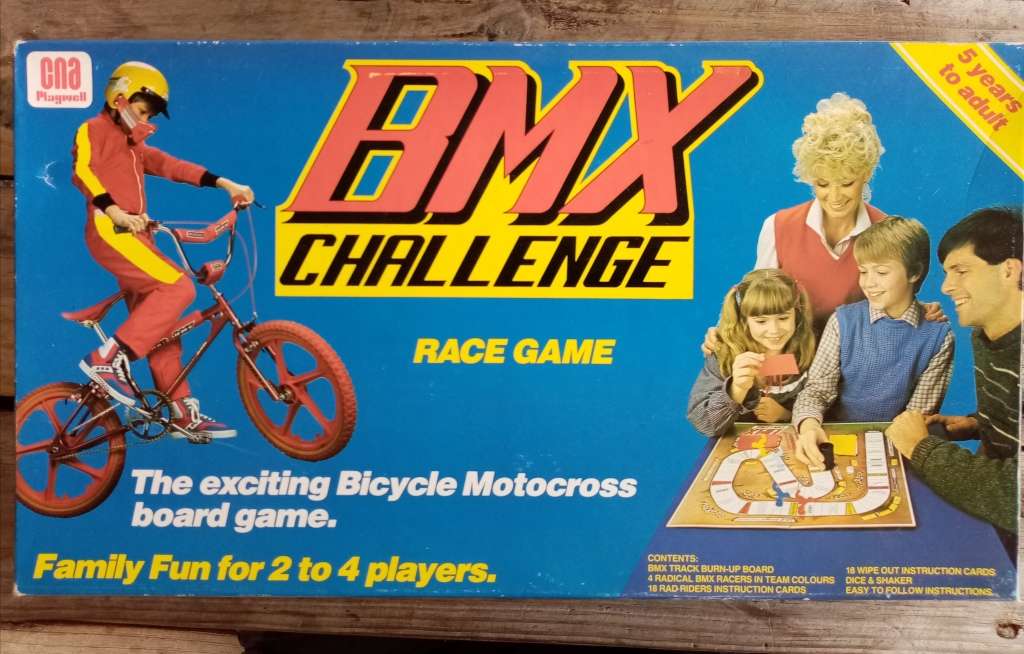 cna
Playwell
5 years
to adult
BMX
CHALLENGE
RACE GAME
The exciting Bicycle Motocross
board game.
Family Fun for 2 to 4 players.
CONTENTS:
BMX TRACK BURN-UP BOARD
4 RADICAL BMX RACERS IN TEAM COLOURS
18 RAD RIDERS INSTRUCTION CARDS
18 WIPE OUT INSTRUCTION CARDS
DICE & SHAKER
EASY TO FOLLOW INSTRUCTIONS.